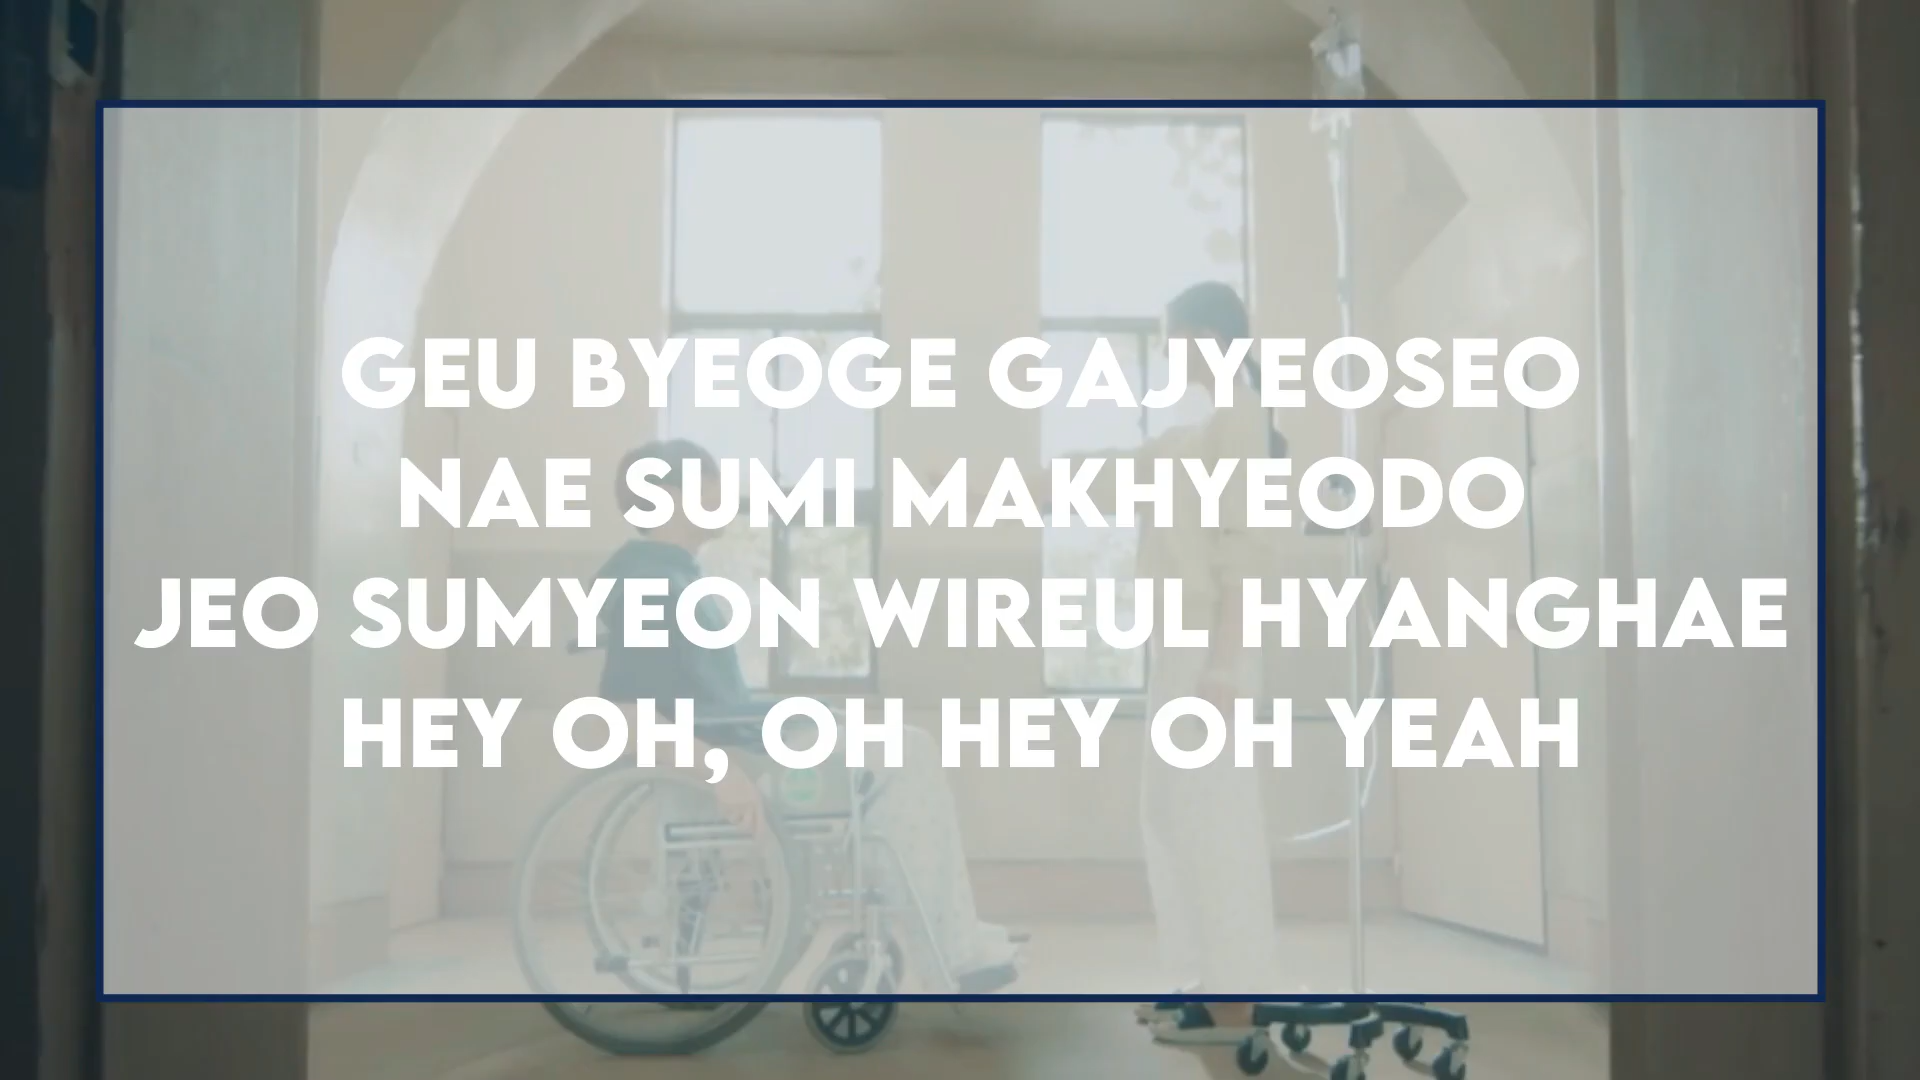 GEU BYEOGE GAJYEOSEO
NAE SUMI MAKHYEODO
JEO SUMYEON WIREUL HYANGHAE
HEY OH, OH HEY OH YEAH